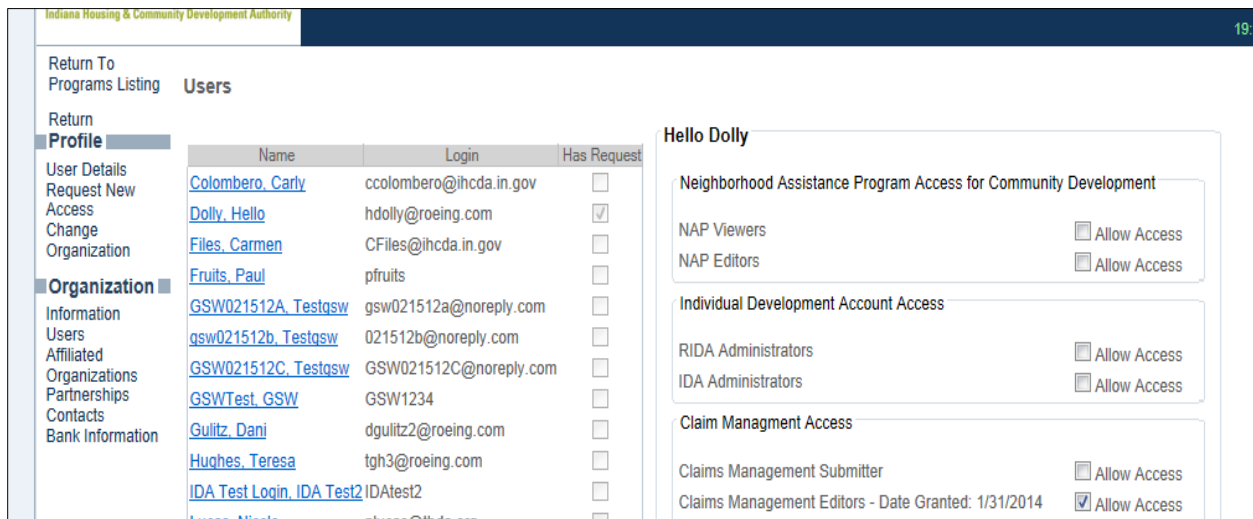 Indiana Housing & Community Development Authority
19:
Return To
Programs Listing
Return
Profile
User Details
Request New
Access
Change
Organization
Organization
Information
Users
Affiliated
Organizations
Partnerships
Contacts
Bank Information
Users
Name Login Has Request
Colombero, Carly ccolombero@ihcda.in.gov
Dolly, Hello hdolly@roeing.com
Files, Carmen CFiles@ihcda.in.gov
Fruits, Paul pfruits
GSW021512A, Testgsw gsw021512a@noreply.com
gsw021512b, Testgsw 021512b@noreply.com
GSW021512C, Testgsw GSW021512C@noreply.com
GSWTest, GSW GSW1234
Gulitz, Dani dgulitz2@roeing.com
Hughes, Teresa tgh3@roeing.com
IDA Test Login, IDA Test2 IDAtest2
Hello Dolly
Neighborhood Assistance Program Access for Community Development
NAP Viewers Allow Access
NAP Editors Allow Access
Individual Development Account Access
RIDA Administrators Allow Access
IDA Administrators Allow Access
Claim Managment Access
Claims Management Submitter Allow Access
Claims Management Editors - Date Granted: 1/31/2014 Allow Access